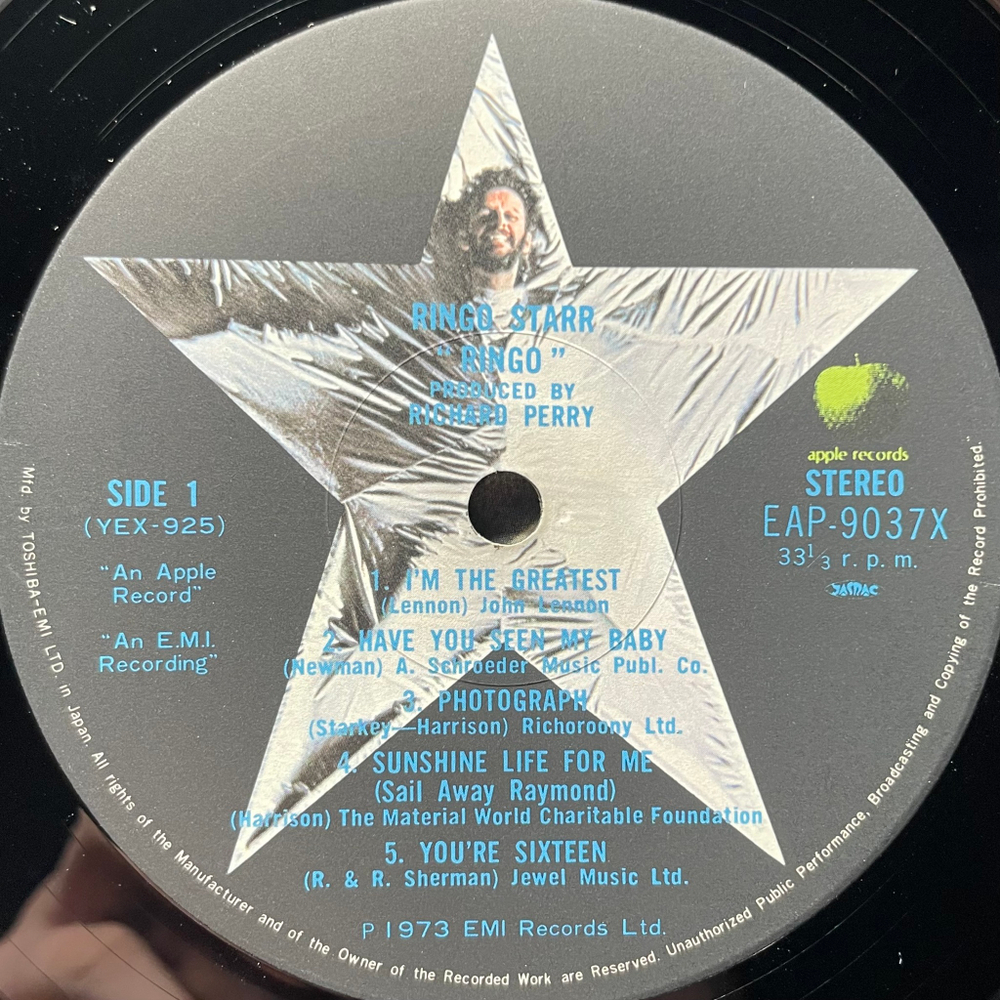 RINGO STARR
"RINGO"
PRODUCED BY
RICHARD PERRY
apple records
SIDE 1
(YEX-925)
"An Apple
Record"
"An E.M.I.
Recording"
STEREO
EAP-9037X
33 1/3 r. p. m.
JASRAC
1. I'M THE GREATEST
(Lennon) John Lennon
2. HAVE YOU SEEN MY BABY
(Newman) A. Schroeder Music Publ. Co.
3. PHOTOGRAPH
(Starkey—Harrison) Richoroony Ltd.
4. SUNSHINE LIFE FOR ME
(Sail Away Raymond)
(Harrison) The Material World Charitable Foundation
5. YOU'RE SIXTEEN
(R. & R. Sherman) Jewel Music Ltd.
P 1973 EMI Records Ltd.
Mfd. by TOSHIBA-EMI LTD. in Japan. All rights of the Manufacturer and of the Owner of the Recorded Work are Reserved. Unauthorized Public Performance, Broadcasting and Copying of the Record Prohibited."